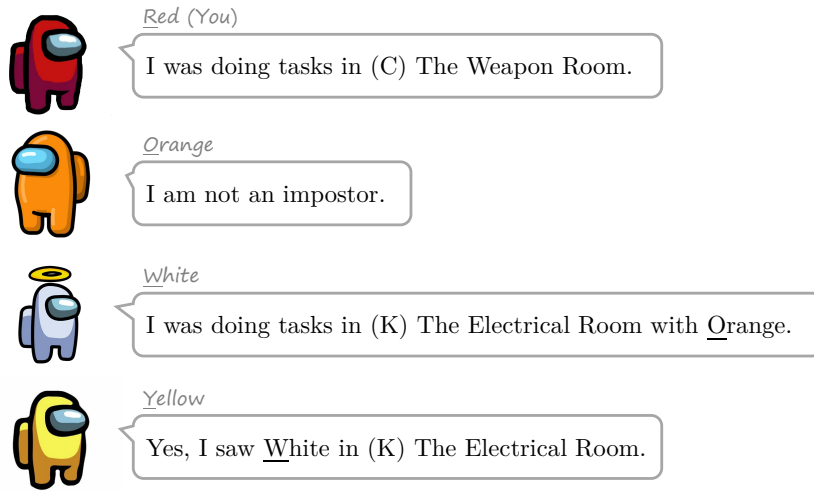 Red (You)
I was doing tasks in (C) The Weapon Room.
Orange
I am not an impostor.
White
I was doing tasks in (K) The Electrical Room with Orange.
Yellow
Yes, I saw White in (K) The Electrical Room.